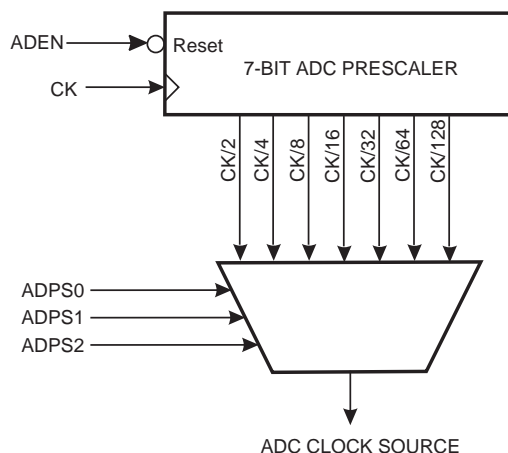 ADEN
Reset
7-BIT ADC PRESCALER
CK
CK/2
CK/4
CK/8
CK/16
CK/32
CK/64
CK/128
ADPS0
ADPS1
ADPS2
ADC CLOCK SOURCE